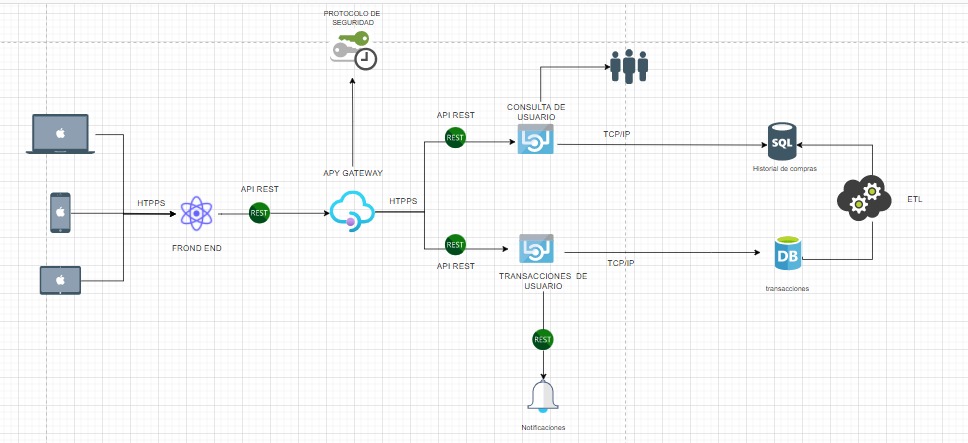 PROTOCOLO DE
SEGURIDAD
API REST
REST
CONSULTA DE
USUARIO
TCP/IP
SQL
Historial de compras
APY GATEWAY
HTPPS
API REST
REST
HTPPS
FROND END
ETL
REST
API REST
TCP/IP
DB
transacciones
TRANSACCIONES DE
USUARIO
REST
Notificaciones